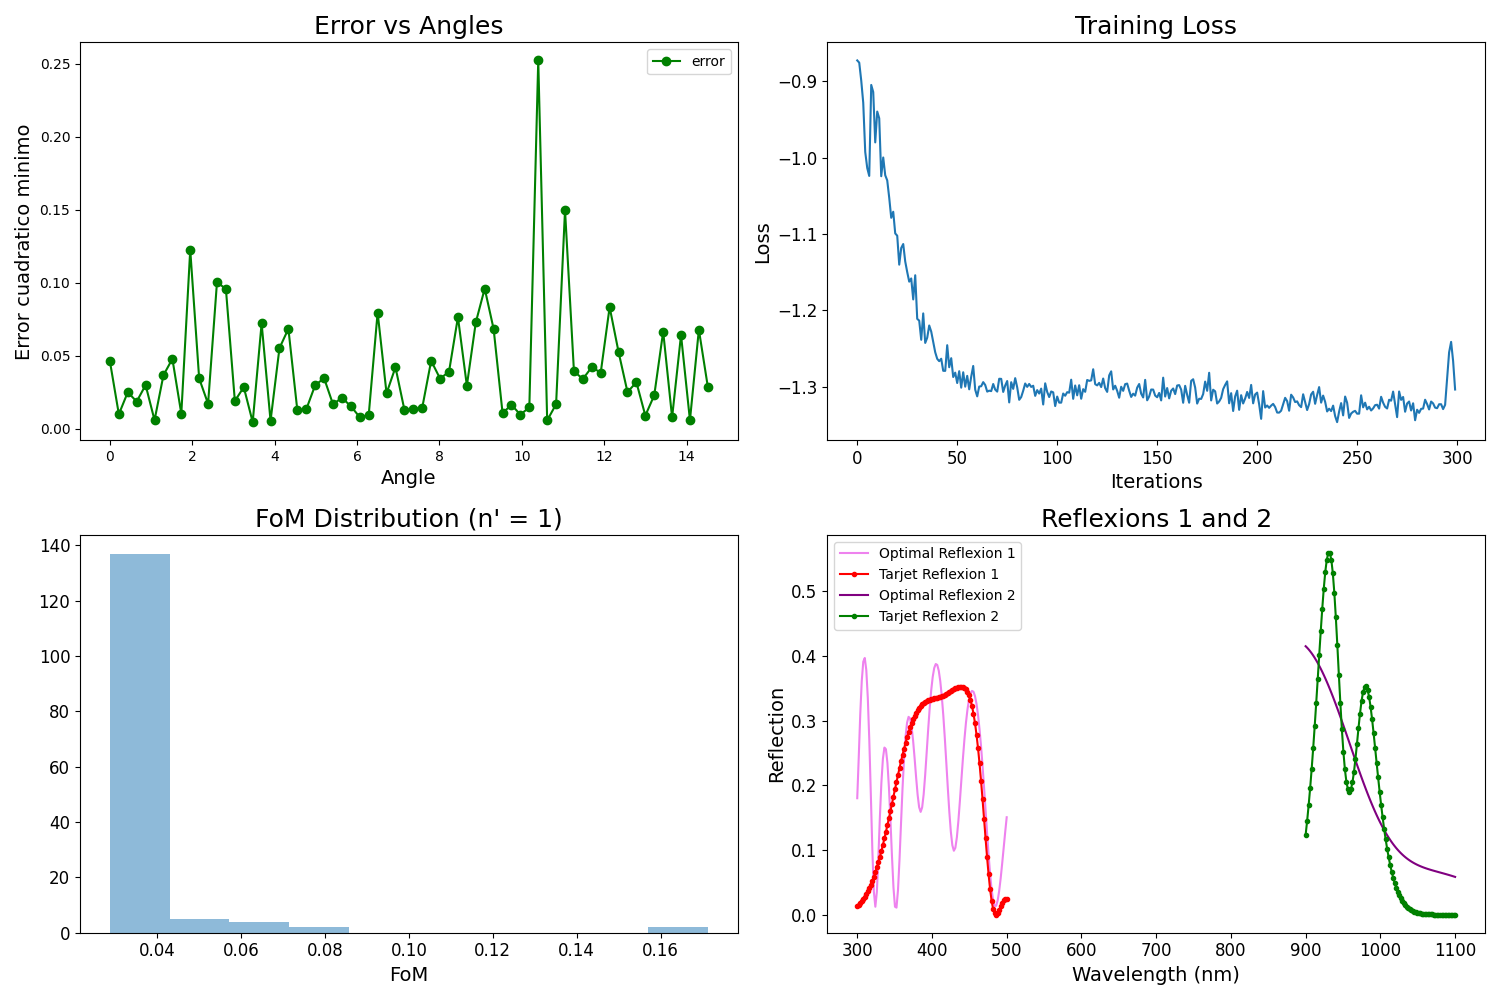 Error vs Angles
error
Error cuadratico minimo
0.25
0.20
0.15
0.10
0.05
0.00
0 2 4 6 8 10 12 14
Angle
Training Loss
Loss
−0.9
−1.0
−1.1
−1.2
−1.3
0 50 100 150 200 250 300
Iterations
FoM Distribution (n' = 1)
140
120
100
80
60
40
20
0
0.04 0.06 0.08 0.10 0.12 0.14 0.16
FoM
Reflexions 1 and 2
Optimal Reflexion 1
Tarjet Reflexion 1
Optimal Reflexion 2
Tarjet Reflexion 2
Reflection
0.5
0.4
0.3
0.2
0.1
0.0
300 400 500 600 700 800 900 1000 1100
Wavelength (nm)